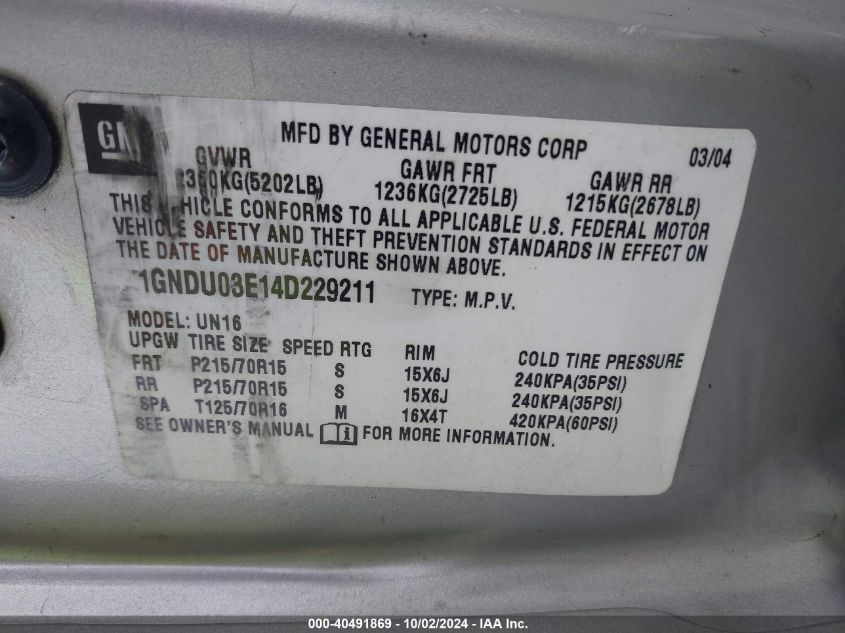 GM
MFD BY GENERAL MOTORS CORP 03/04
GVWR GAWR FRT GAWR RR
2360KG(5202LB) 1236KG(2725LB) 1215KG(2678LB)
THIS VEHICLE CONFORMS TO ALL APPLICABLE U.S. FEDERAL MOTOR
VEHICLE SAFETY AND THEFT PREVENTION STANDARDS IN EFFECT ON
THE DATE OF MANUFACTURE SHOWN ABOVE.
1GNDU03E14D229211 TYPE: M.P.V.
MODEL: UN16
UPGW TIRE SIZE SPEED RTG RIM COLD TIRE PRESSURE
FRT P215/70R15 S 15X6J 240KPA(35PSI)
RR P215/70R15 S 15X6J 240KPA(35PSI)
SPA T125/70R16 M 16X4T 420KPA(60PSI)
SEE OWNER'S MANUAL FOR MORE INFORMATION.
000-40491869 - 10/02/2024 - IAA Inc.